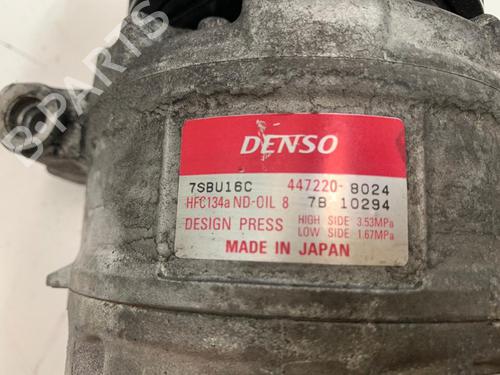 B-PARTS
DENSO
7SBU16C 447220-8024
HFC134a ND-OIL 8 7B 10294
DESIGN PRESS HIGH SIDE 3.53MPa
LOW SIDE 1.67MPa
MADE IN JAPAN